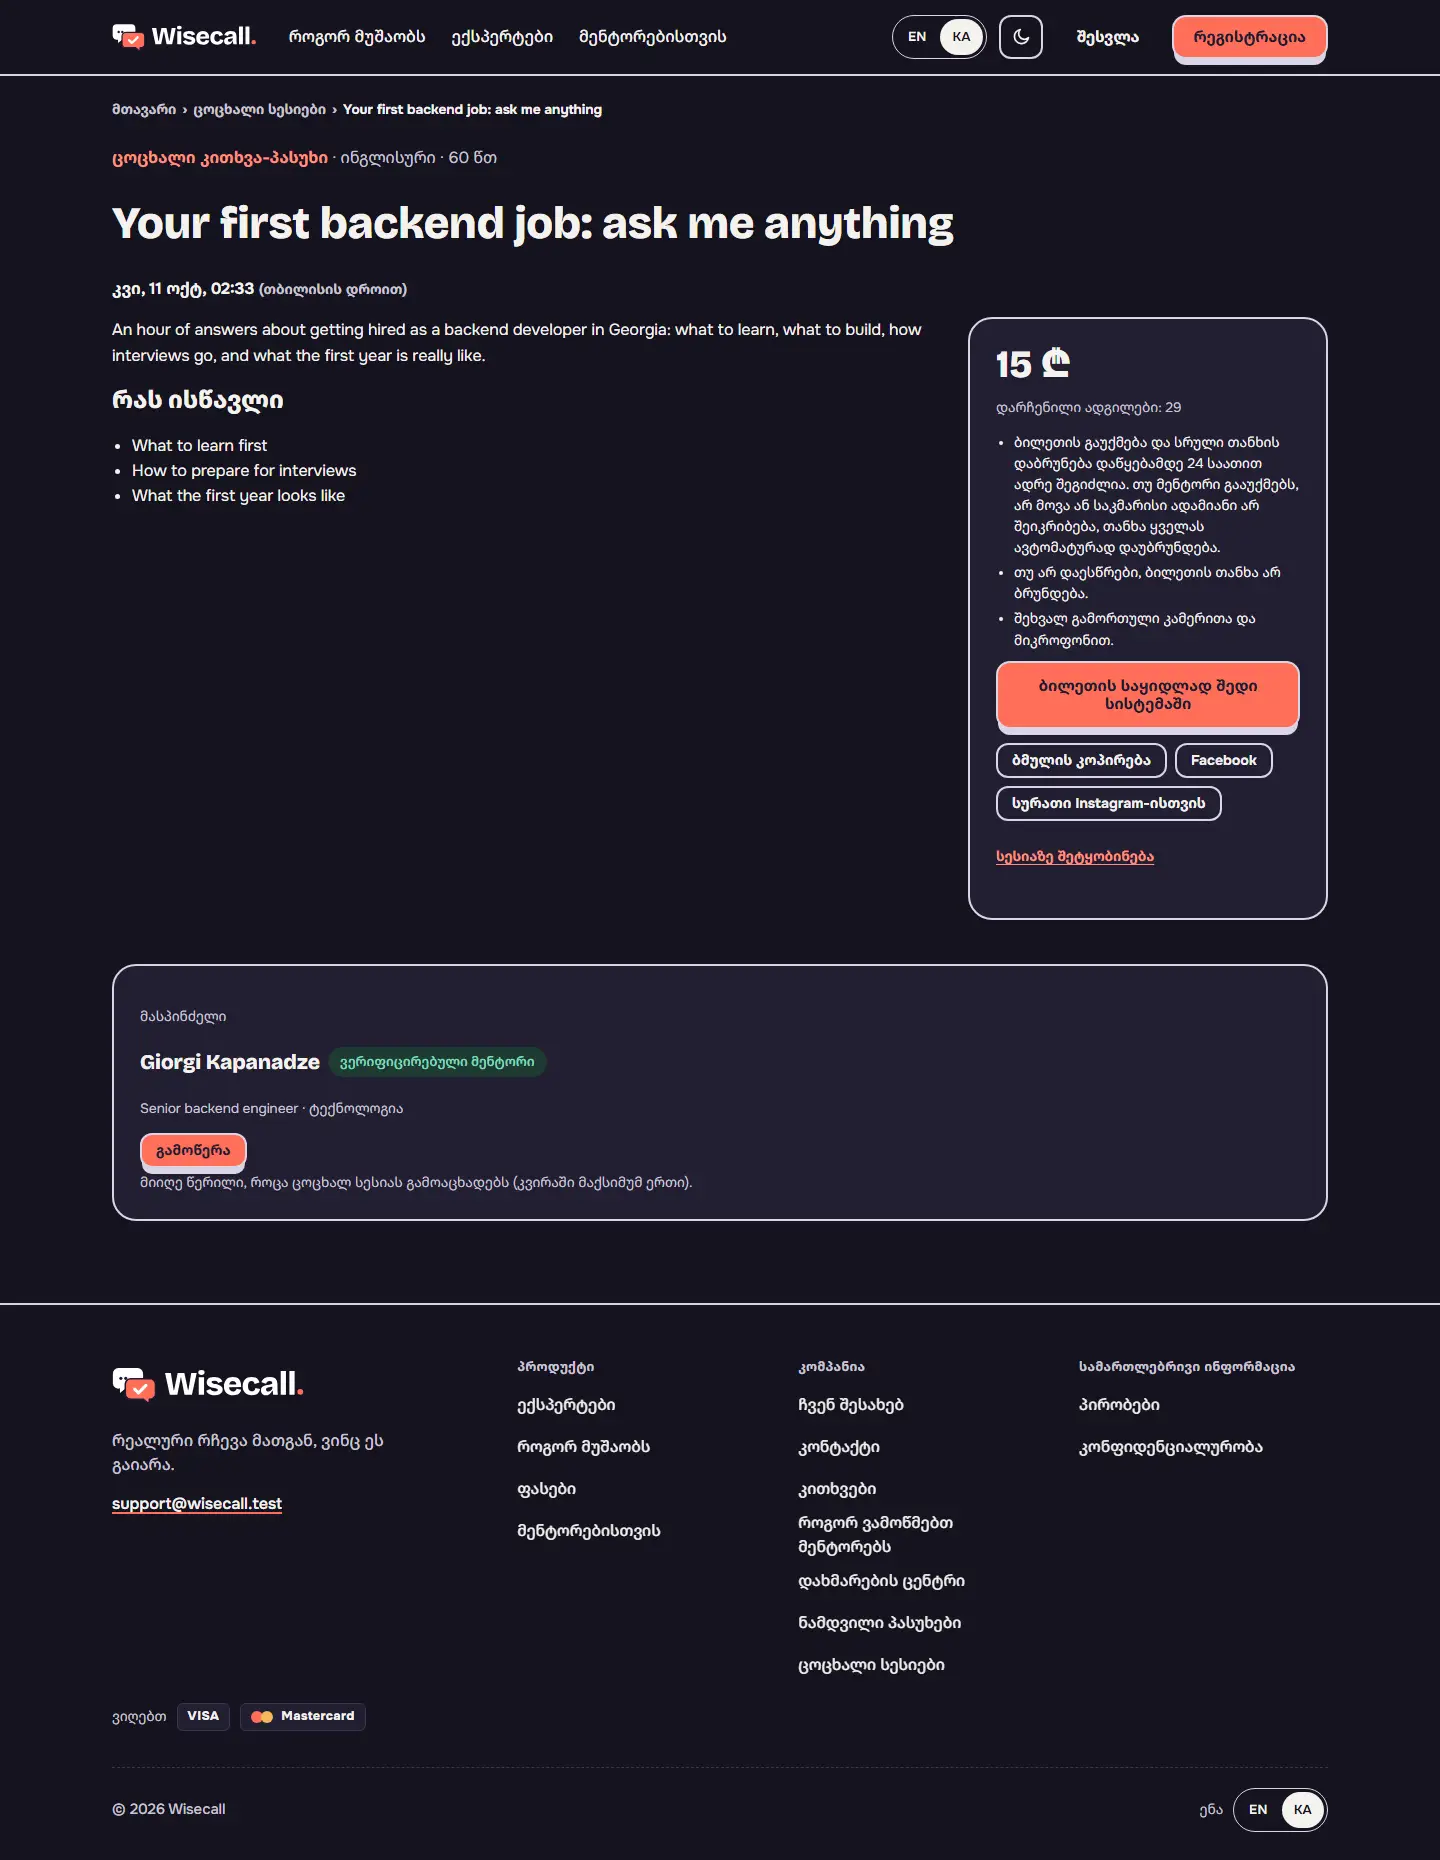 Wisecall.
როგორ მუშაობს
ექსპერტები
მენტორებისთვის
EN
KA
შესვლა
რეგისტრაცია
მთავარი › ცოცხალი სესიები › Your first backend job: ask me anything
ცოცხალი კითხვა-პასუხი · ინგლისური · 60 წთ
Your first backend job: ask me anything
კვი, 11 ოქტ, 02:33 (თბილისის დროით)
An hour of answers about getting hired as a backend developer in Georgia: what to learn, what to build, how
interviews go, and what the first year is really like.
რას ისწავლი
• What to learn first
• How to prepare for interviews
• What the first year looks like
15 ₾
დარჩენილი ადგილები: 29
• ბილეთის გაუქმება და სრული თანხის
დაბრუნება დაწყებამდე 24 საათით
ადრე შეგიძლია. თუ მენტორი გააუქმებს,
არ მოვა ან საკმარისი ადამიანი არ
შეიკრიბება, თანხა ყველას
ავტომატურად დაუბრუნდება.
• თუ არ დაესწრები, ბილეთის თანხა არ
ბრუნდება.
• შეხვალ გამორთული კამერითა და
მიკროფონით.
ბილეთის საყიდლად შედი
სისტემაში
ბმულის კოპირება
Facebook
სურათი Instagram-ისთვის
სესიაზე შეტყობინება
მასპინძელი
Giorgi Kapanadze ვერიფიცირებული მენტორი
Senior backend engineer · ტექნოლოგია
გამოწერა
მიიღე წერილი, როცა ცოცხალ სესიას გამოაცხადებს (კვირაში მაქსიმუმ ერთი).
Wisecall.
რეალური რჩევა მათგან, ვინც ეს
გაიარა.
support@wisecall.test
პროდუქტი
ექსპერტები
როგორ მუშაობს
ფასები
მენტორებისთვის
კომპანია
ჩვენ შესახებ
კონტაქტი
კითხვები
როგორ ვამოწმებთ
მენტორებს
დახმარების ცენტრი
ნამდვილი პასუხები
ცოცხალი სესიები
სამართლებრივი ინფორმაცია
პირობები
კონფიდენციალურობა
ვიღებთ
VISA
Mastercard
© 2026 Wisecall
ენა
EN
KA